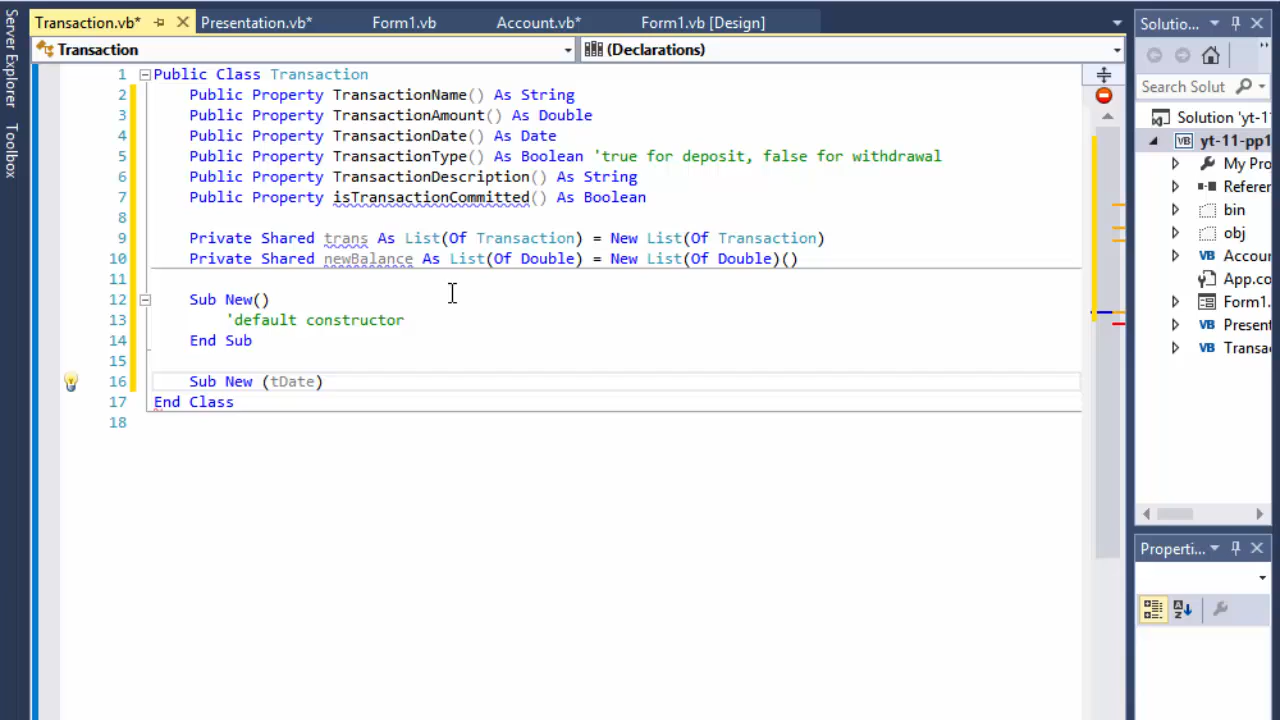 Server Explorer
Toolbox
Transaction.vb*
Presentation.vb*
Form1.vb
Account.vb*
Form1.vb [Design]
Transaction
(Declarations)
1 Public Class Transaction
2 Public Property TransactionName() As String
3 Public Property TransactionAmount() As Double
4 Public Property TransactionDate() As Date
5 Public Property TransactionType() As Boolean 'true for deposit, false for withdrawal
6 Public Property TransactionDescription() As String
7 Public Property isTransactionCommitted() As Boolean
8
9 Private Shared trans As List(Of Transaction) = New List(Of Transaction)
10 Private Shared newBalance As List(Of Double) = New List(Of Double)()
11
12 Sub New()
13 'default constructor
14 End Sub
15
16 Sub New (tDate)
17 End Class
18
Solutio...
Search Solut
Solution 'yt-11
VB yt-11-pp1
My Pro
Referer
bin
obj
VB Accour
App.co
Form1.
VB Present
VB Transa
Properti...